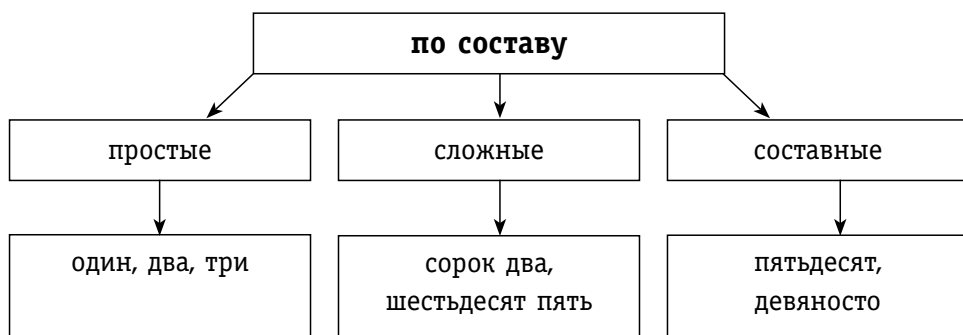 по составу
простые
сложные
составные
один, два, три
сорок два,
шестьдесят пять
пятьдесят,
девяносто